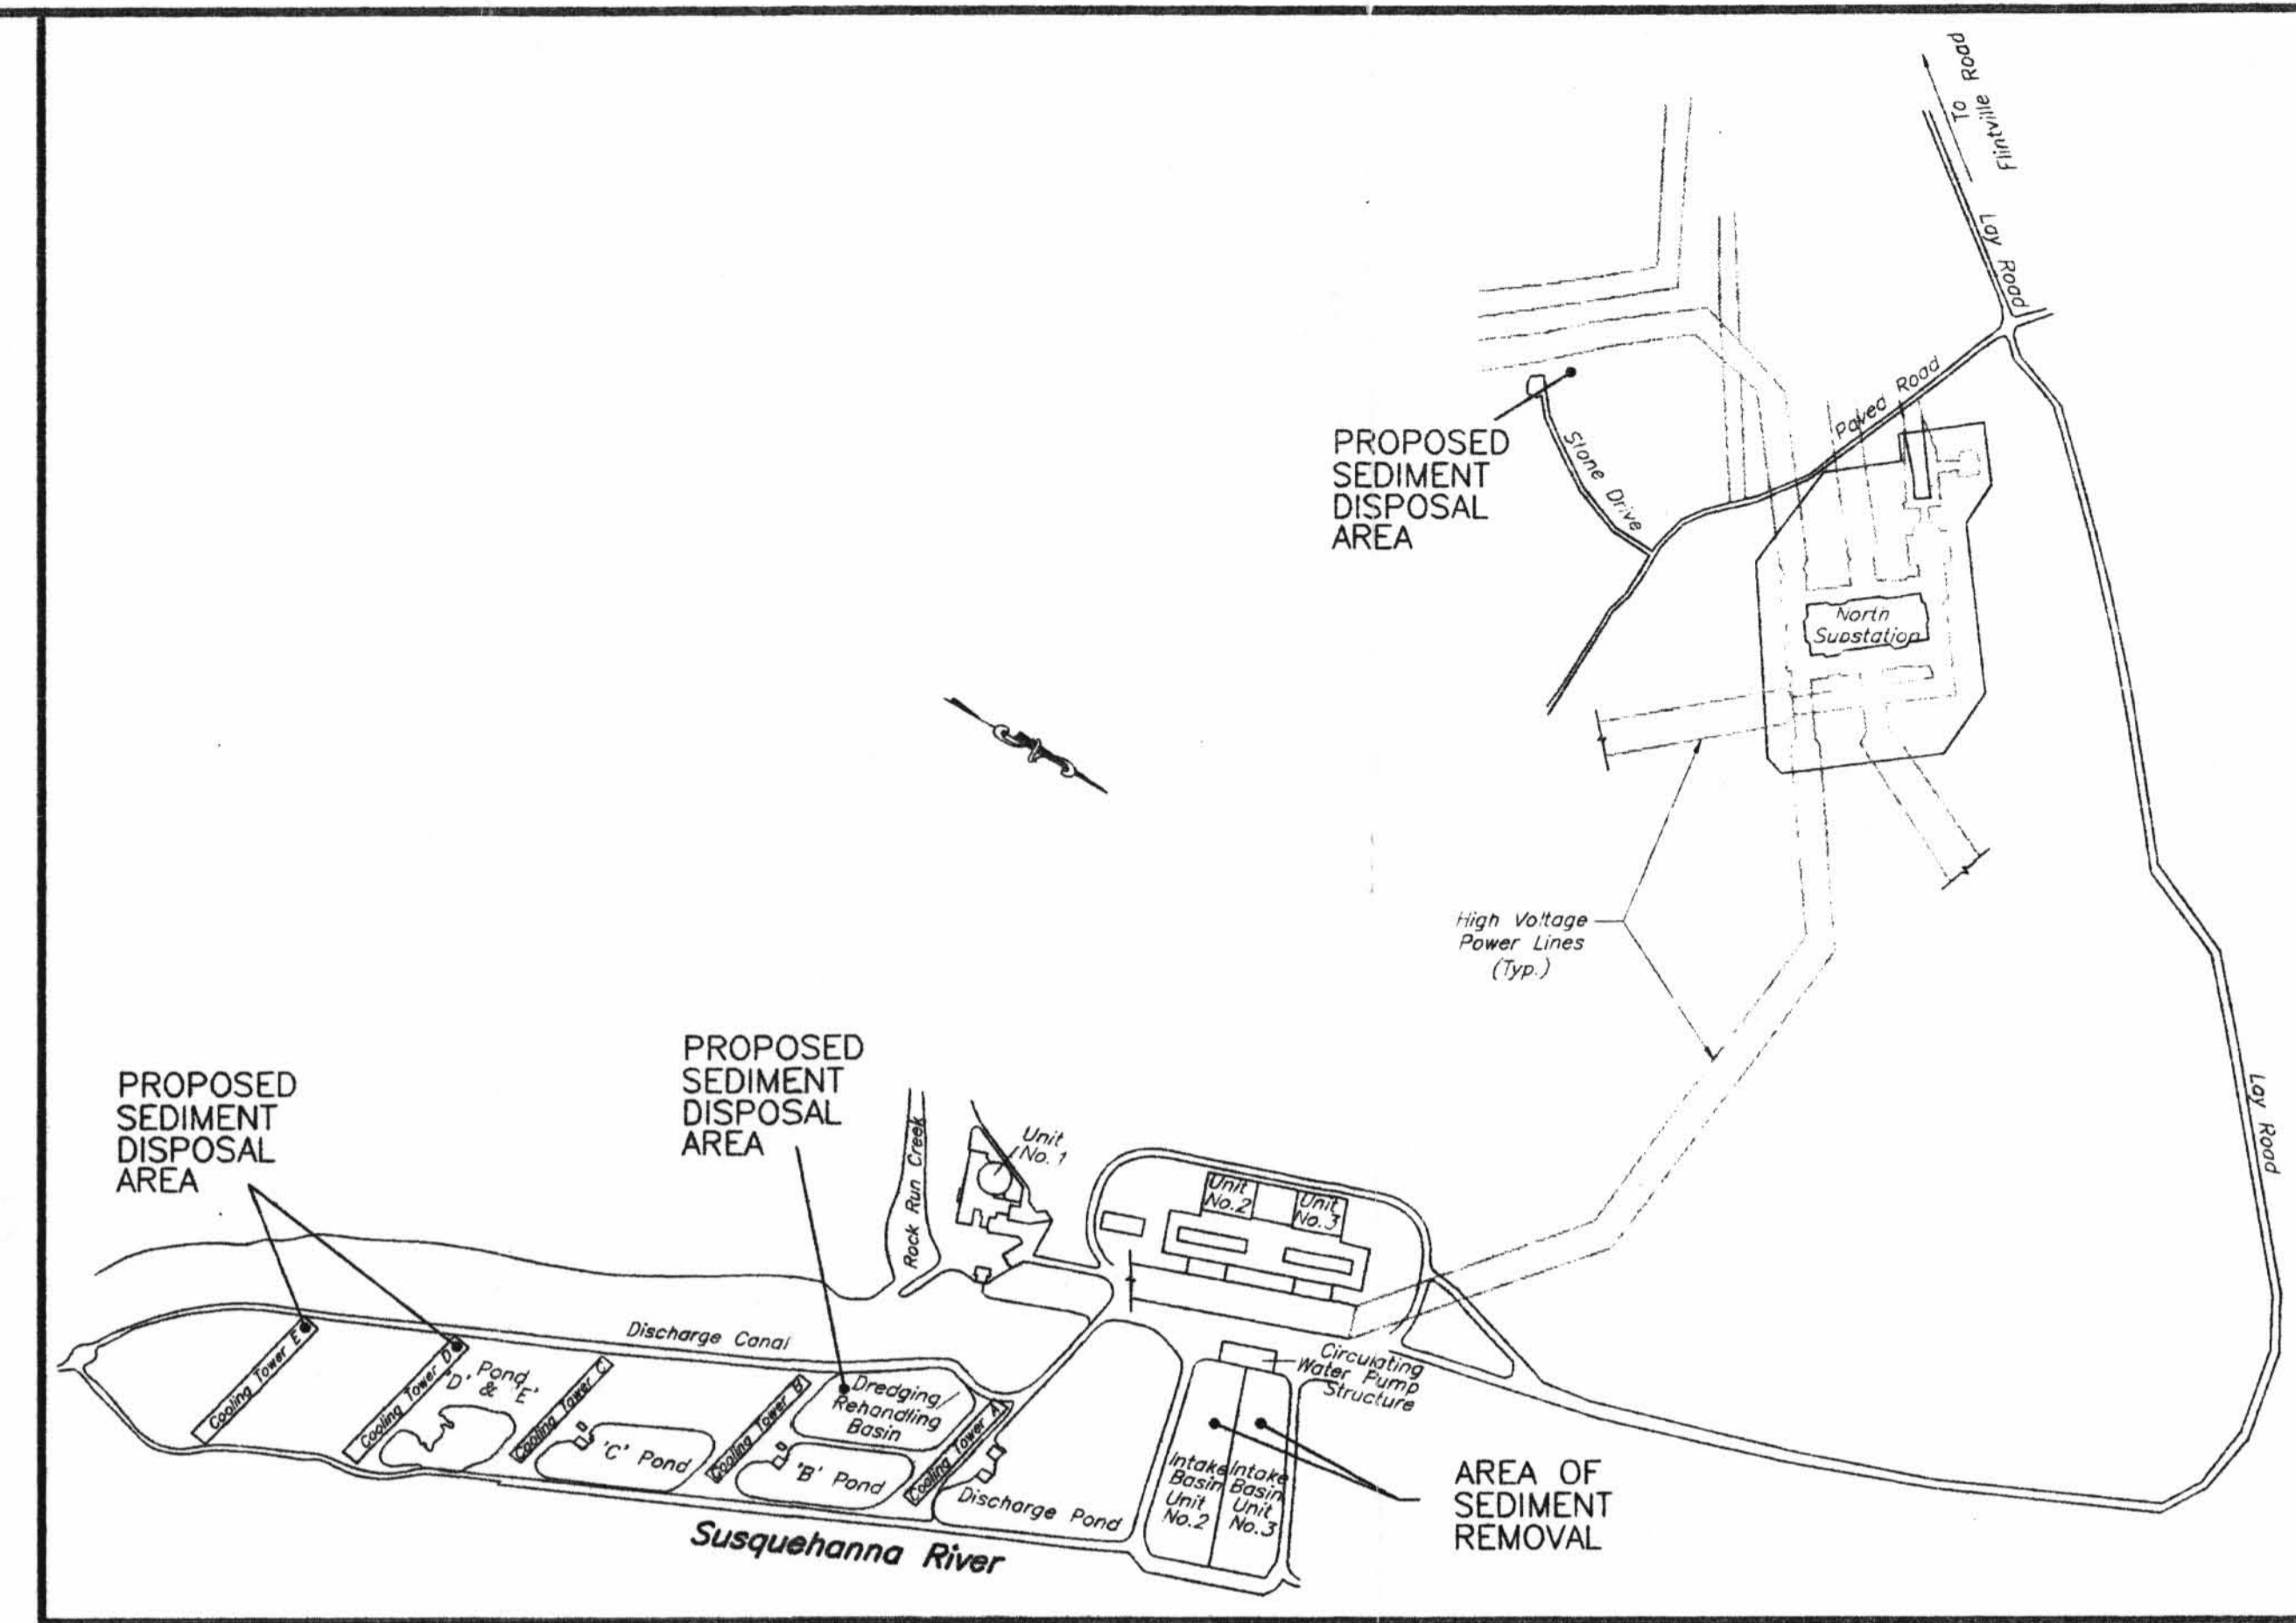 To
Flintville Road
Lay Road
Paved Road
PROPOSED
SEDIMENT
DISPOSAL
AREA
Stone Drive
North
Substation
High Voltage
Power Lines
(Typ.)
Lay Road
PROPOSED
SEDIMENT
DISPOSAL
AREA
PROPOSED
SEDIMENT
DISPOSAL
AREA
Rock Run Creek
Unit
No. 1
Unit
No.2
Unit
No.3
Discharge Canal
Circulating
Water Pump
Structure
Cooling Tower E
Cooling Tower D
Pond
'D' & 'E'
Cooling Tower C
'C' Pond
Cooling Tower B
Dredging/
Rehandling
Basin
'B' Pond
Cooling Tower A
Discharge Pond
Intake
Basin
Unit
No.2
Intake
Basin
Unit
No.3
AREA OF
SEDIMENT
REMOVAL
Susquehanna River